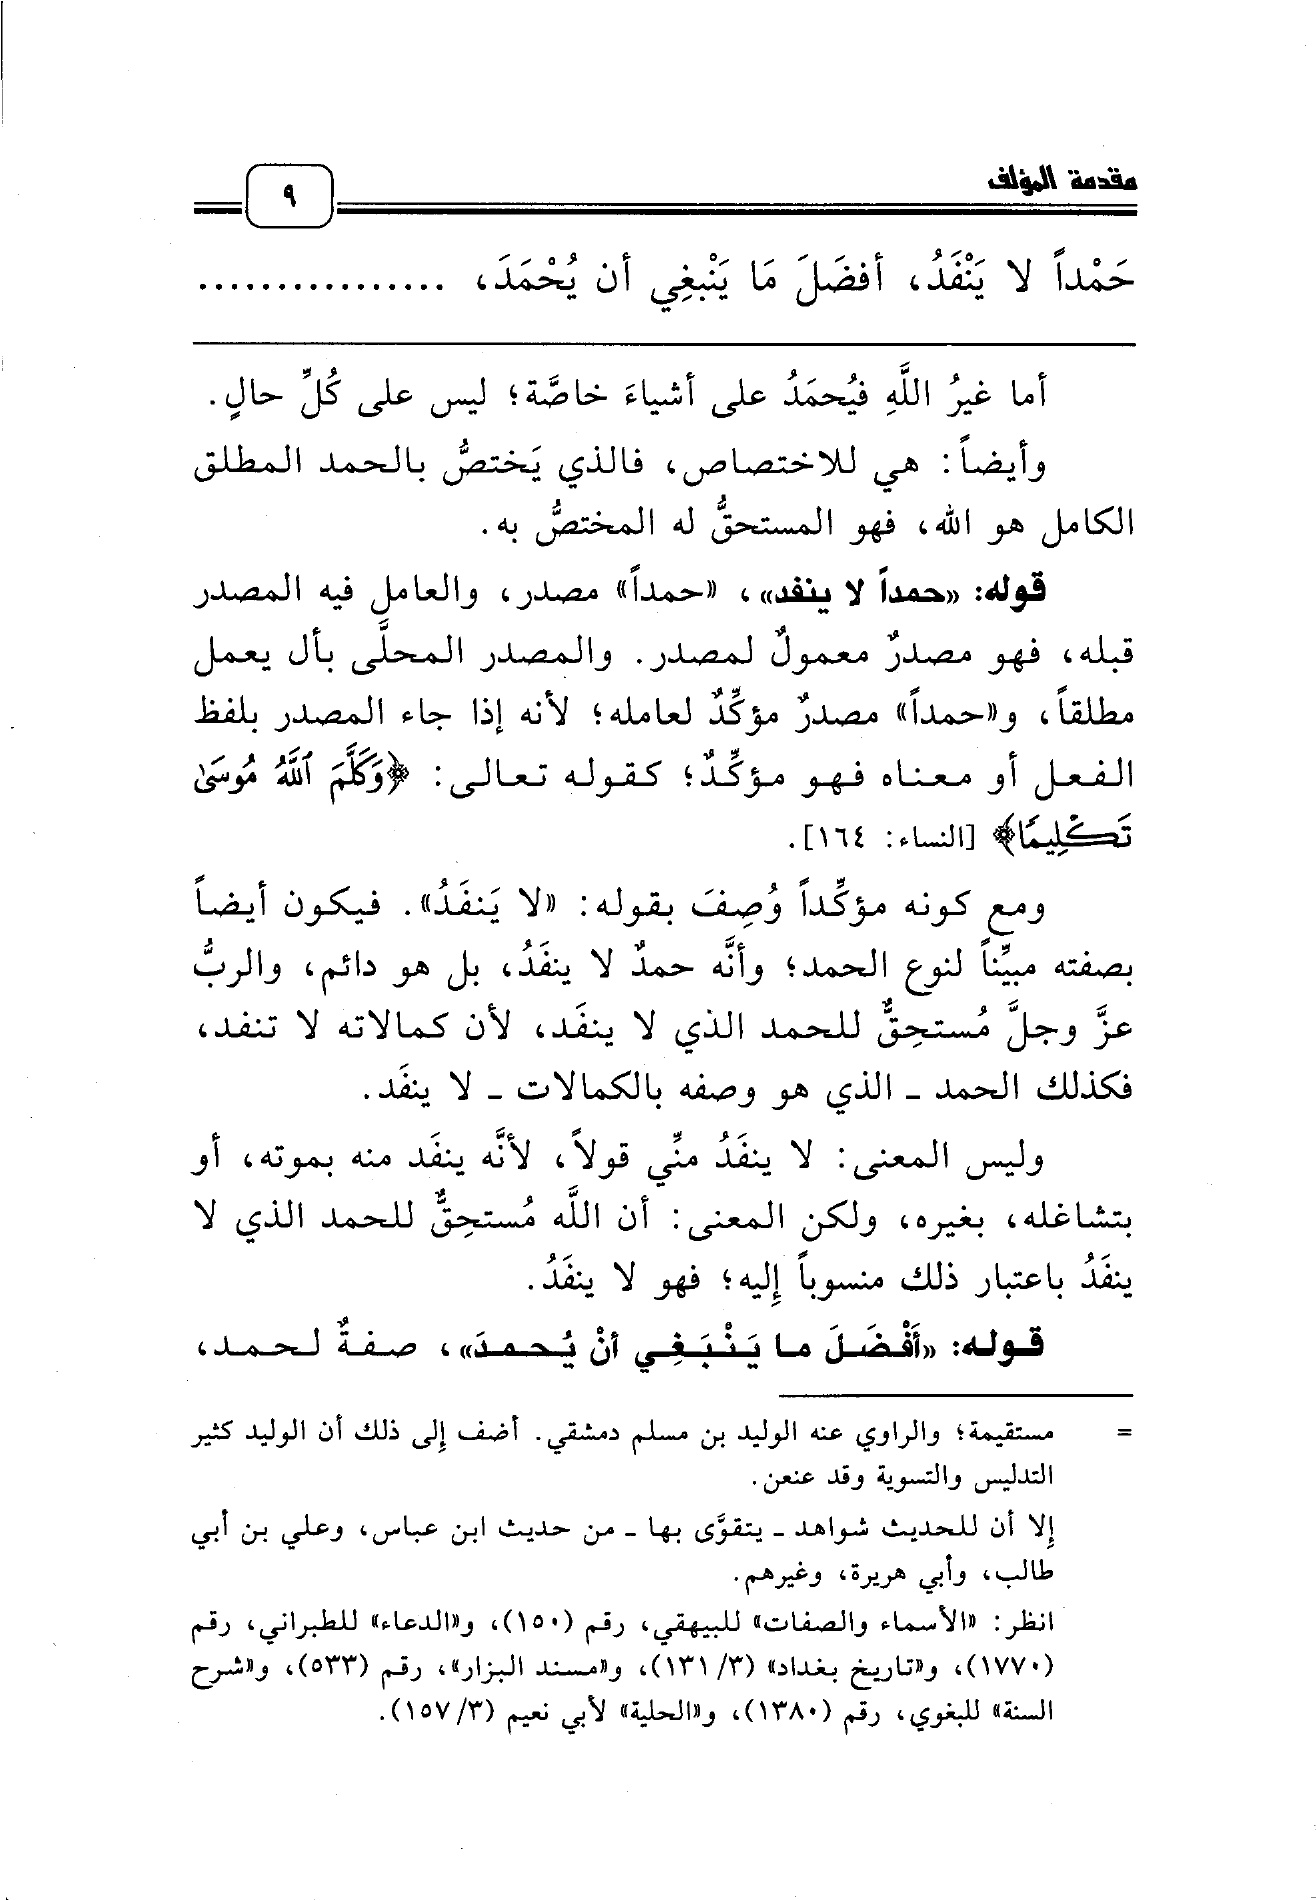 مقدمة المؤلف
٩
حَمْداً لا يَنْفَدُ، أفضَلَ مَا يَنْبغِي أن يُحْمَدَ، ................
أما غيرُ اللَّهِ فيُحمَدُ على أشياءَ خاصَّة؛ ليس على كُلِّ حالٍ.
وأيضاً: هي للاختصاص، فالذي يَختصُّ بالحمد المطلق
الكامل هو الله، فهو المستحقُّ له المختصُّ به.
قوله: «حمداً لا ينفد»، «حمداً» مصدر، والعامل فيه المصدر
قبله، فهو مصدرٌ معمولٌ لمصدر. والمصدر المحلَّى بأل يعمل
مطلقاً، و«حمداً» مصدرٌ مؤكِّدٌ لعامله؛ لأنه إذا جاء المصدر بلفظ
الفعل أو معناه فهو مؤكِّدٌ؛ كقوله تعالى: ﴿وَكَلَّمَ ٱللَّهُ مُوسَىٰ
تَكْلِيمًا﴾ [النساء: ١٦٤].
ومع كونه مؤكِّداً وُصِفَ بقوله: «لا يَنفَدُ». فيكون أيضاً
بصفته مبيِّناً لنوع الحمد؛ وأنَّه حمدٌ لا ينفَدُ، بل هو دائم، والربُّ
عزَّ وجلَّ مُستحِقٌّ للحمد الذي لا ينفَد، لأن كمالاته لا تنفد،
فكذلك الحمد ـ الذي هو وصفه بالكمالات ـ لا ينفَد.
وليس المعنى: لا ينفَدُ منِّي قولاً، لأنَّه ينفَد منه بموته، أو
بتشاغله، بغيره، ولكن المعنى: أن اللَّه مُستحِقٌّ للحمد الذي لا
ينفَدُ باعتبار ذلك منسوباً إليه؛ فهو لا ينفَدُ.
قوله: «أَفْضَلَ ما يَنْبَغِي أنْ يُحمدَ»، صفةٌ لحمد،
= مستقيمة؛ والراوي عنه الوليد بن مسلم دمشقي. أضف إلى ذلك أن الوليد كثير
التدليس والتسوية وقد عنعن.
إلا أن للحديث شواهد ـ يتقوَّى بها ـ من حديث ابن عباس، وعلي بن أبي
طالب، وأبي هريرة، وغيرهم.
انظر: «الأسماء والصفات» للبيهقي، رقم (١٥٠)، و«الدعاء» للطبراني، رقم
(١٧٧٠)، و«تاريخ بغداد» (٣/ ١٣١)، و«مسند البزار»، رقم (٥٣٣)، و«شرح
السنة» للبغوي، رقم (١٣٨٠)، و«الحلية» لأبي نعيم (٣/ ١٥٧).